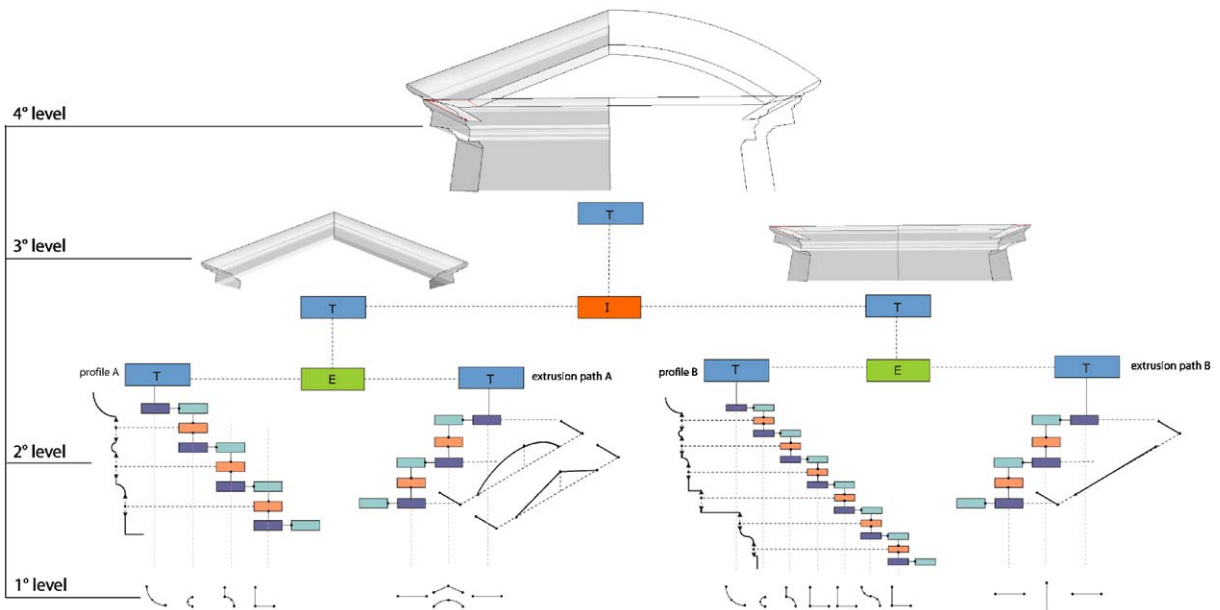 4° level
T
3° level
T
I
T
profile A
T
E
T
extrusion path A
profile B
T
E
T
extrusion path B
2° level
1° level